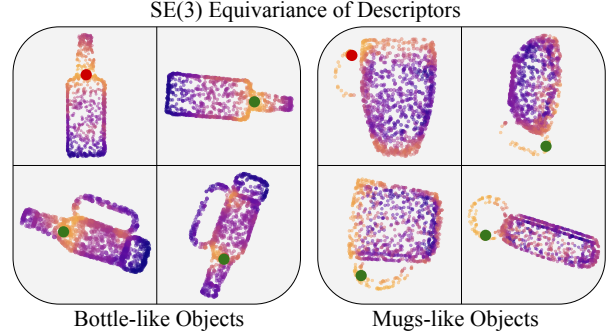 SE(3) Equivariance of Descriptors
Bottle-like Objects
Mugs-like Objects